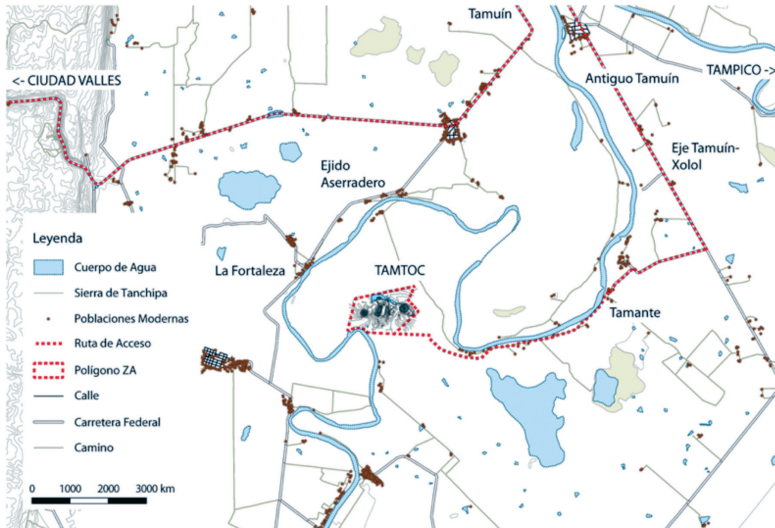 Tamuín
<- CIUDAD VALLES
Antiguo Tamuín
TAMPICO ->
Eje Tamuín-
Xolol
Ejido
Aserradero
Leyenda
La Fortaleza
TAMTOC
Cuerpo de Agua
Sierra de Tanchipa
Poblaciones Modernas
Tamante
Ruta de Acceso
Polígono ZA
Calle
Carretera Federal
Camino
0 1000 2000 3000 km